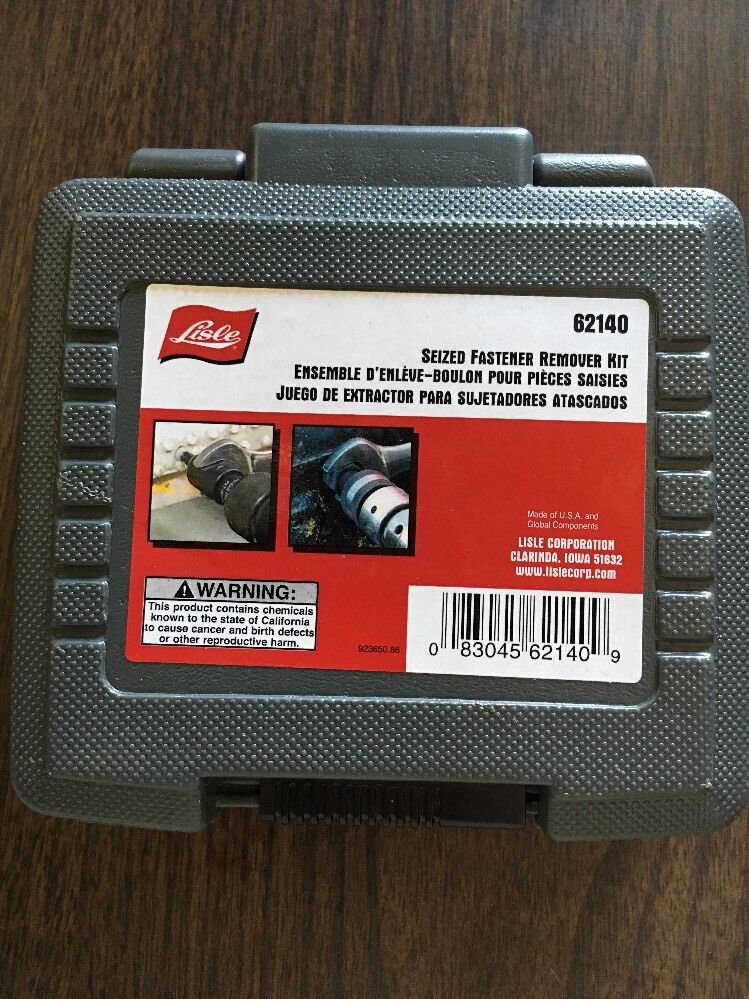 Lisle
62140
SEIZED FASTENER REMOVER KIT
ENSEMBLE D'ENLÈVE-BOULON POUR PIÈCES SAISIES
JUEGO DE EXTRACTOR PARA SUJETADORES ATASCADOS
Made of U.S.A. and
Global Components
LISLE CORPORATION
CLARINDA, IOWA 51632
www.lislecorp.com
WARNING:
This product contains chemicals
known to the state of California
to cause cancer and birth defects
or other reproductive harm.
923650.86
0 83045 62140 9